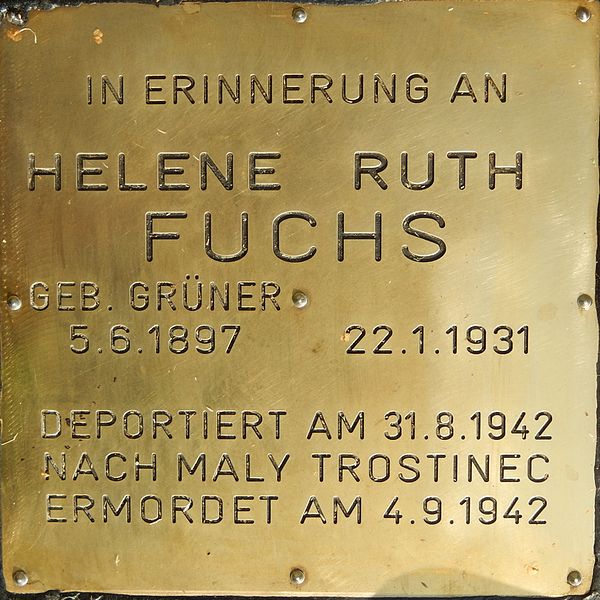 IN ERINNERUNG AN
HELENE RUTH
FUCHS
GEB. GRÜNER
5.6.1897 22.1.1931
DEPORTIERT AM 31.8.1942
NACH MALY TROSTINEC
ERMORDET AM 4.9.1942